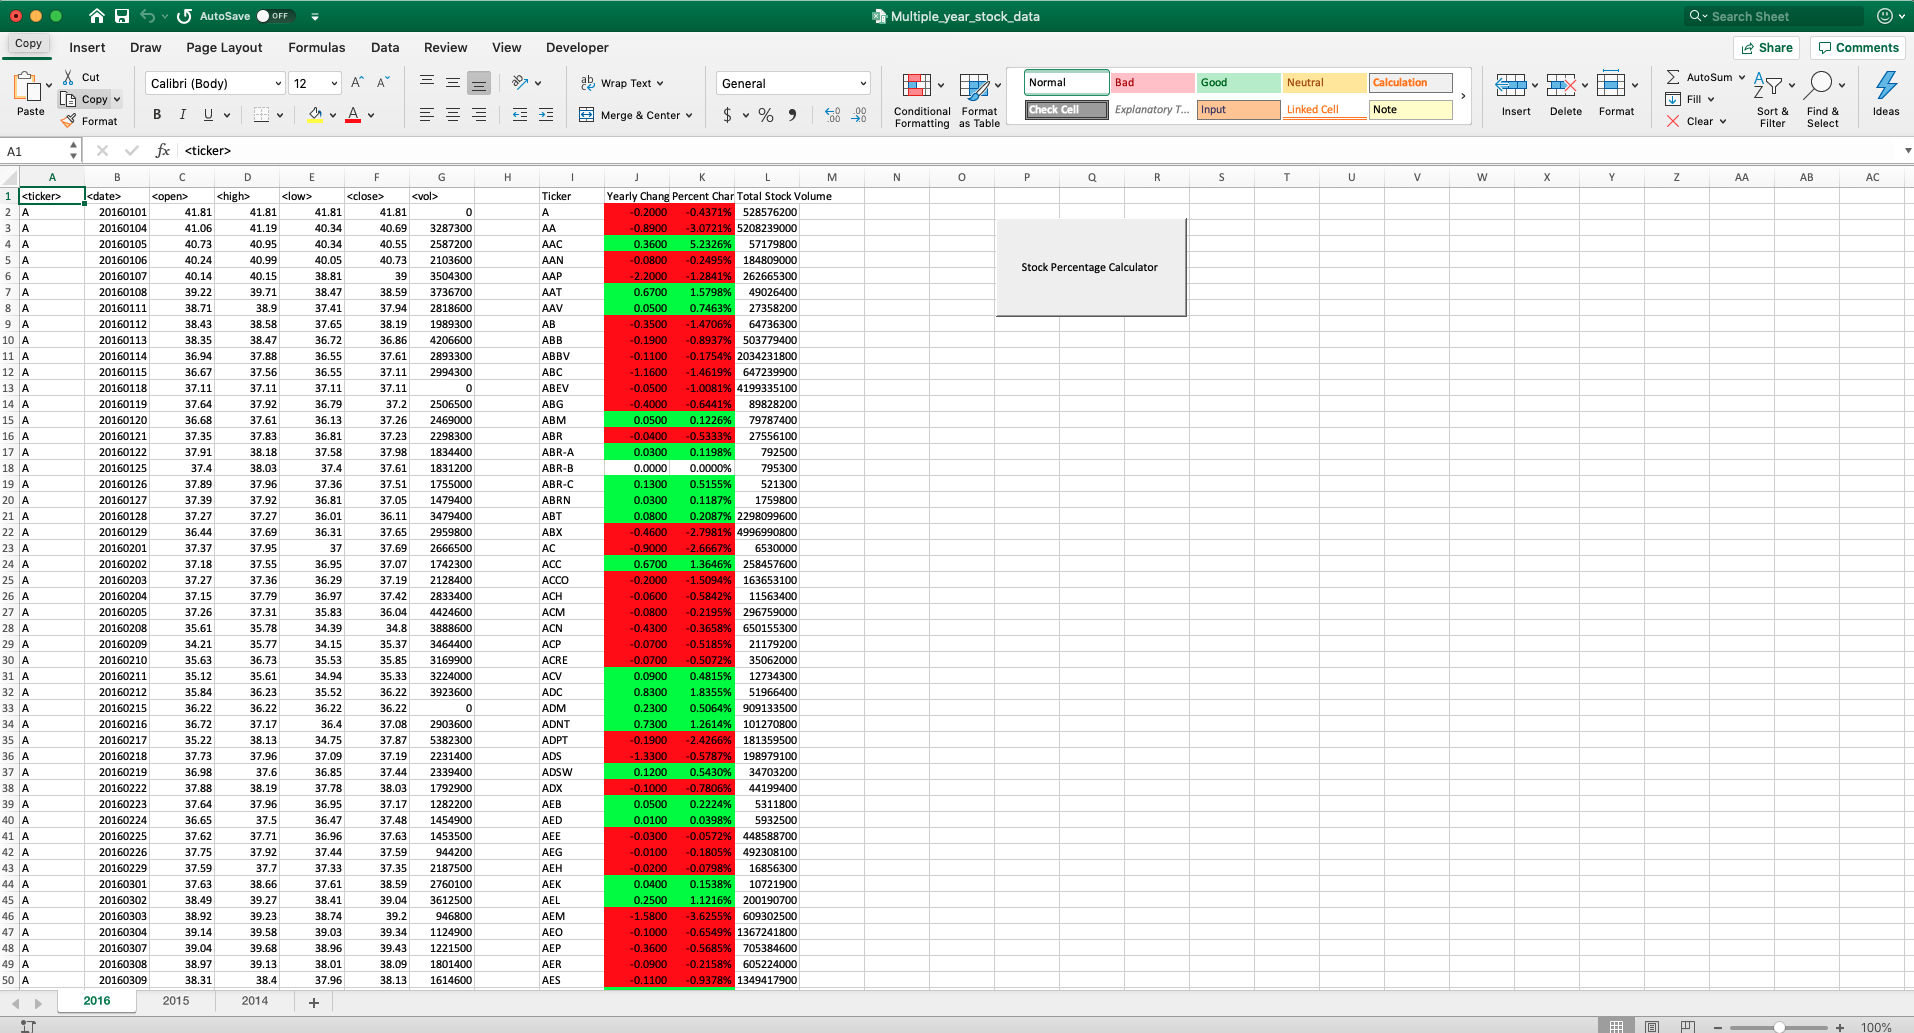 AutoSave OFF Multiple_year_stock_data Search Sheet
Copy Insert Draw Page Layout Formulas Data Review View Developer Share Comments
Paste Cut Copy Format
Calibri (Body) 12 A A
B I U A
ab Wrap Text
Merge & Center
General
$ % 9 .00 .00
Conditional Formatting
Format as Table
Normal Bad Good Neutral Calculation
Check Cell Explanatory T... Input Linked Cell Note
Insert Delete Format
AutoSum
Fill
Clear
Sort & Filter
Find & Select
Ideas
A1 fx <ticker>
A B C D E F G H I J K L M N O P Q R S T U V W X Y Z AA AB AC
1 <ticker> <date> <open> <high> <low> <close> <vol> Ticker Yearly Chang Percent Char Total Stock Volume
2 A 20160101 41.81 41.81 41.81 41.81 0 A -0.2000 -0.4371% 528576200
3 A 20160104 41.06 41.19 40.34 40.69 3287300 AA -0.8900 -3.0721% 5208239000
4 A 20160105 40.73 40.95 40.34 40.55 2587200 AAC 0.3600 5.2326% 57179800
5 A 20160106 40.24 40.99 40.05 40.73 2103600 AAN -0.0800 -0.2495% 184809000
6 A 20160107 40.14 40.15 38.81 39 3504300 AAP -2.2000 -1.2841% 262665300
7 A 20160108 39.22 39.71 38.47 38.59 3736700 AAT 0.6700 1.5798% 49026400
8 A 20160111 38.71 38.9 37.41 37.94 2818600 AAV 0.0500 0.7463% 27358200
9 A 20160112 38.43 38.58 37.65 38.19 1989300 AB -0.3500 -1.4706% 64736300
10 A 20160113 38.35 38.47 36.72 36.86 4206600 ABB -0.1900 -0.8937% 503779400
11 A 20160114 36.94 37.88 36.55 37.61 2893300 ABBV -0.1100 -0.1754% 2034231800
12 A 20160115 36.67 37.56 36.55 37.11 2994300 ABC -1.1600 -1.4619% 647239900
13 A 20160118 37.11 37.11 37.11 37.11 0 ABEV -0.0500 -1.0081% 4199335100
14 A 20160119 37.64 37.92 36.79 37.2 2506500 ABG -0.4000 -0.6441% 89828200
15 A 20160120 36.68 37.61 36.13 37.26 2469000 ABM 0.0500 0.1226% 79787400
16 A 20160121 37.35 37.83 36.81 37.23 2298300 ABR -0.0400 -0.5333% 27556100
17 A 20160122 37.91 38.18 37.58 37.98 1834400 ABR-A 0.0300 0.1198% 792500
18 A 20160125 37.4 38.03 37.4 37.61 1831200 ABR-B 0.0000 0.0000% 795300
19 A 20160126 37.89 37.96 37.36 37.51 1755000 ABR-C 0.1300 0.5155% 521300
20 A 20160127 37.39 37.92 36.81 37.05 1479400 ABRN 0.0300 0.1187% 1759800
21 A 20160128 37.27 37.27 36.01 36.11 3479400 ABT 0.0800 0.2087% 2298099600
22 A 20160129 36.44 37.69 36.31 37.65 2959800 ABX -0.4600 -2.7981% 4996990800
23 A 20160201 37.37 37.95 37 37.69 2666500 AC -0.9000 -2.6667% 6530000
24 A 20160202 37.18 37.55 36.95 37.07 1742300 ACC 0.6700 1.3646% 258457600
25 A 20160203 37.27 37.36 36.29 37.19 2128400 ACCO -0.2000 -1.5094% 163653100
26 A 20160204 37.15 37.79 36.97 37.42 2833400 ACH -0.0600 -0.5842% 11563400
27 A 20160205 37.26 37.31 35.83 36.04 4424600 ACM -0.0800 -0.2195% 296759000
28 A 20160208 35.61 35.78 34.39 34.8 3888600 ACN -0.4300 -0.3658% 650155300
29 A 20160209 34.21 35.77 34.15 35.37 3464400 ACP -0.0700 -0.5185% 21179200
30 A 20160210 35.63 36.73 35.53 35.85 3169900 ACRE -0.0700 -0.5072% 35062000
31 A 20160211 35.12 35.61 34.94 35.33 3224000 ACV 0.0900 0.4815% 12734300
32 A 20160212 35.84 36.23 35.52 36.22 3923600 ADC 0.8300 1.8355% 51966400
33 A 20160215 36.22 36.22 36.22 36.22 0 ADM 0.2300 0.5064% 909133500
34 A 20160216 36.72 37.17 36.4 37.08 2903600 ADNT 0.7300 1.2614% 101270800
35 A 20160217 35.22 38.13 34.75 37.87 5382300 ADPT -0.1900 -2.4266% 181359500
36 A 20160218 37.73 37.96 37.09 37.19 2231400 ADS -1.3300 -0.5787% 198979100
37 A 20160219 36.98 37.6 36.85 37.44 2339400 ADSW 0.1200 0.5430% 34703200
38 A 20160222 37.88 38.19 37.78 38.03 1792900 ADX -0.1000 -0.7806% 44199400
39 A 20160223 37.64 37.96 36.95 37.17 1282200 AEB 0.0500 0.2224% 5311800
40 A 20160224 36.65 37.5 36.47 37.48 1454900 AED 0.0100 0.0398% 5932500
41 A 20160225 37.62 37.71 36.96 37.63 1453500 AEE -0.0300 -0.0572% 448588700
42 A 20160226 37.75 37.92 37.44 37.59 944200 AEG -0.0100 -0.1805% 492308100
43 A 20160229 37.59 37.7 37.33 37.35 2187500 AEH -0.0200 -0.0798% 16856300
44 A 20160301 37.63 38.66 37.61 38.59 2760100 AEK 0.0400 0.1538% 10721900
45 A 20160302 38.49 39.27 38.41 39.04 3612500 AEL 0.2500 1.1216% 200190700
46 A 20160303 38.92 39.23 38.74 39.2 946800 AEM -1.5800 -3.6255% 609302500
47 A 20160304 39.14 39.58 39.03 39.34 1124900 AEO -0.1000 -0.6549% 1367241800
48 A 20160307 39.04 39.68 38.96 39.43 1221500 AEP -0.3600 -0.5685% 705384600
49 A 20160308 38.97 39.13 38.01 38.09 1801400 AER -0.0900 -0.2158% 605224000
50 A 20160309 38.31 38.4 37.96 38.13 1614600 AES -0.1100 -0.9378% 1349417900
Stock Percentage Calculator
2016 2015 2014 +
100%